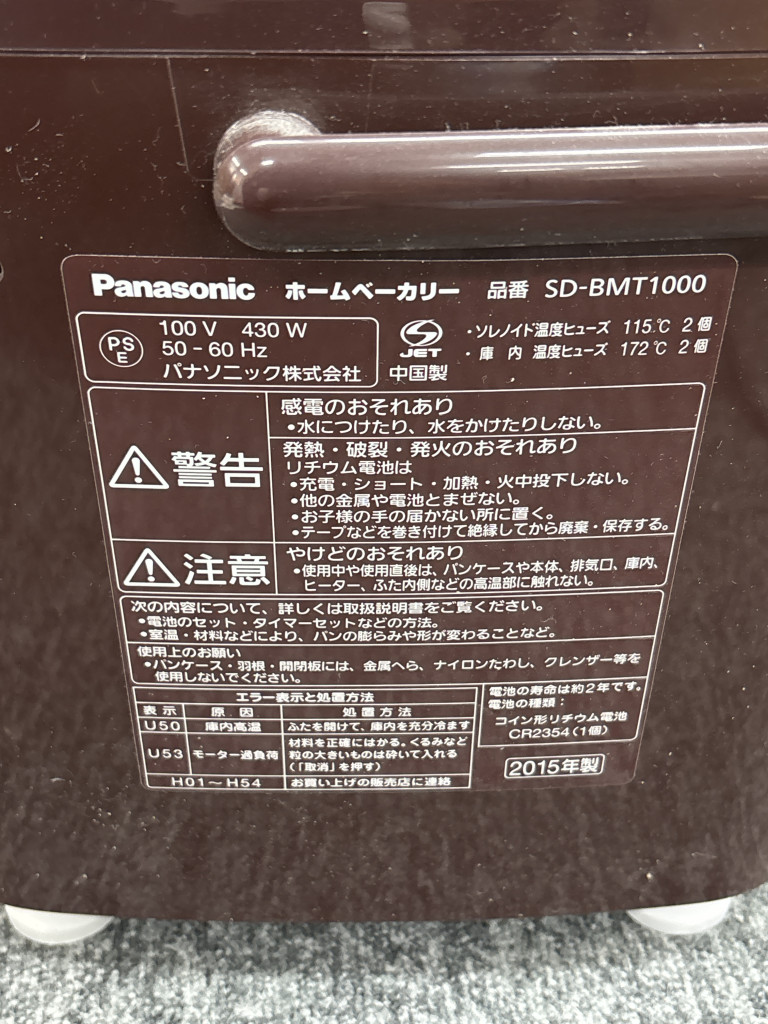 Panasonic ホームベーカリー 品番 SD-BMT1000
PS
E
100 V 430 W
50 - 60 Hz
パナソニック株式会社
S
JET
中国製
・ソレノイド温度ヒューズ 115℃ 2個
・庫 内 温度ヒューズ 172℃ 2個
警告
感電のおそれあり
•水につけたり、水をかけたりしない。
発熱・破裂・発火のおそれあり
リチウム電池は
•充電・ショート・加熱・火中投下しない。
•他の金属や電池とまぜない。
•お子様の手の届かない所に置く。
•テープなどを巻き付けて絶縁してから廃棄・保存する。
注意
やけどのおそれあり
•使用中や使用直後は、パンケースや本体、排気口、庫内、
ヒーター、ふた内側などの高温部に触れない。
次の内容について、詳しくは取扱説明書をご覧ください。
•電池のセット・タイマーセットなどの方法。
•室温・材料などにより、パンの膨らみや形が変わることなど。
使用上のお願い
•パンケース・羽根・開閉板には、金属へら、ナイロンたわし、クレンザー等を
使用しないでください。
エラー表示と処置方法
表示 原因 処置方法
U50 庫内高温 ふたを開けて、庫内を充分冷ます
U53 モーター過負荷 材料を正確にはかる。くるみなど
粒の大きいものは砕いて入れる
(「取消」を押す)
H01～H54 お買い上げの販売店に連絡
電池の寿命は約2年です。
電池の種類：
コイン形リチウム電池
CR2354(1個)
2015年製